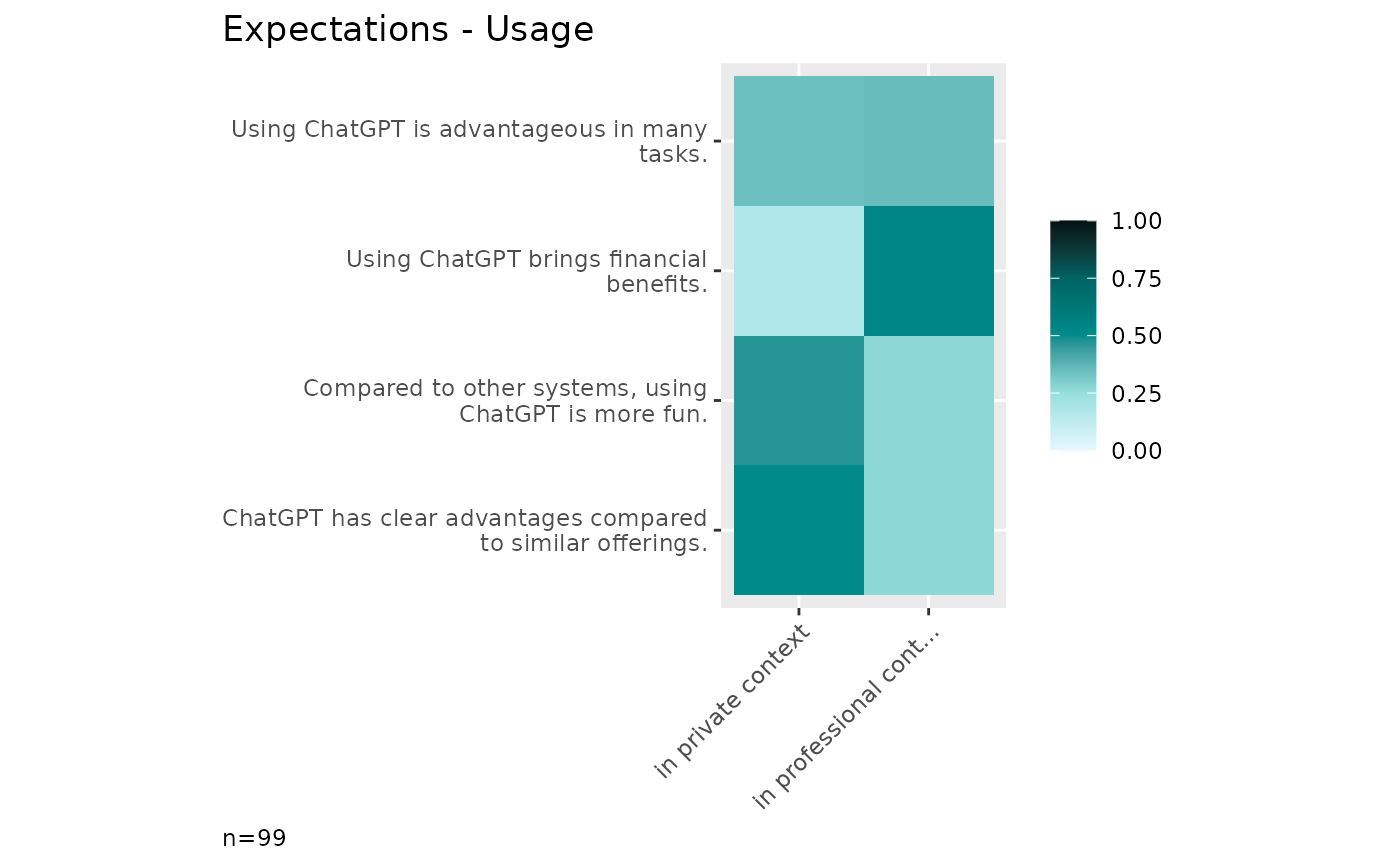 Expectations - Usage
Using ChatGPT is advantageous in many
tasks.
Using ChatGPT brings financial
benefits.
Compared to other systems, using
ChatGPT is more fun.
ChatGPT has clear advantages compared
to similar offerings.
1.00
0.75
0.50
0.25
0.00
in private context
in professional cont...
n=99